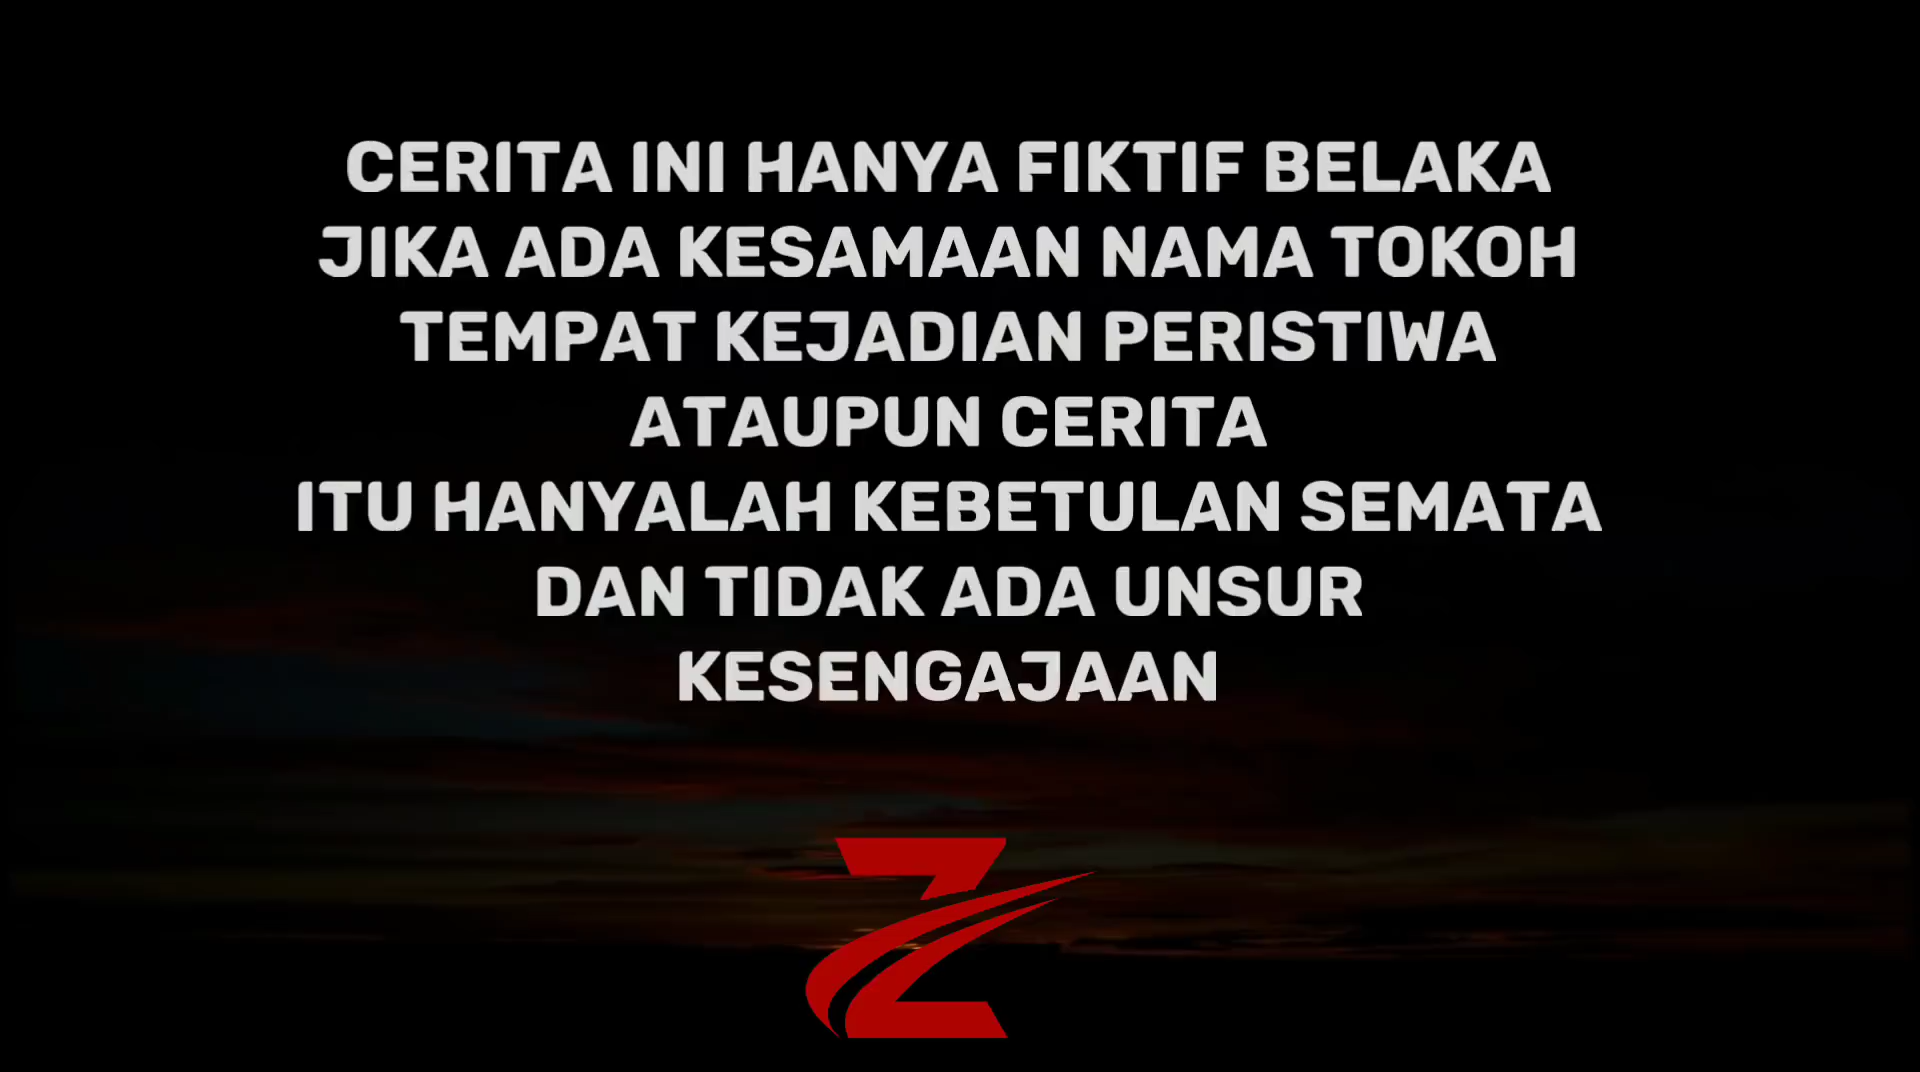 CERITA INI HANYA FIKTIF BELAKA
JIKA ADA KESAMAAN NAMA TOKOH
TEMPAT KEJADIAN PERISTIWA
ATAUPUN CERITA
ITU HANYALAH KEBETULAN SEMATA
DAN TIDAK ADA UNSUR
KESENGAJAAN
Z